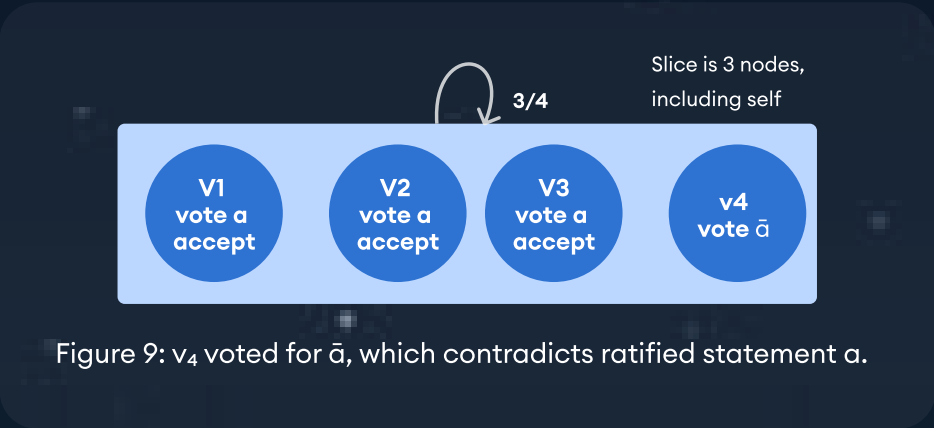 Slice is 3 nodes,
including self
3/4
V1
vote a
accept
V2
vote a
accept
V3
vote a
accept
v4
vote ā
Figure 9: v₄ voted for ā, which contradicts ratified statement a.